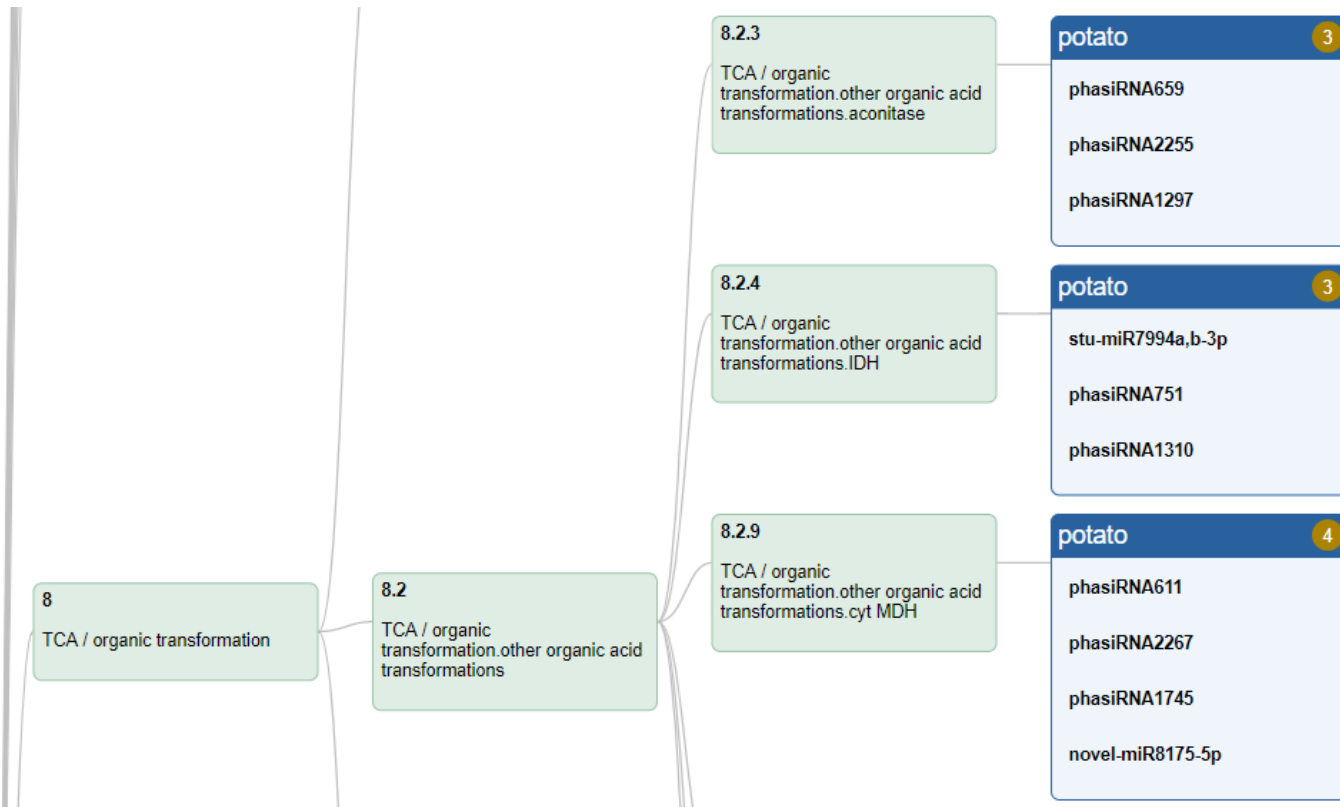 8.2.3
TCA / organic
transformation.other organic acid
transformations.aconitase
potato 3
phasiRNA659
phasiRNA2255
phasiRNA1297
8.2.4
TCA / organic
transformation.other organic acid
transformations.IDH
potato 3
stu-miR7994a,b-3p
phasiRNA751
phasiRNA1310
8.2.9
TCA / organic
transformation.other organic acid
transformations.cyt MDH
potato 4
phasiRNA611
phasiRNA2267
phasiRNA1745
novel-miR8175-5p
8
TCA / organic transformation
8.2
TCA / organic
transformation.other organic acid
transformations